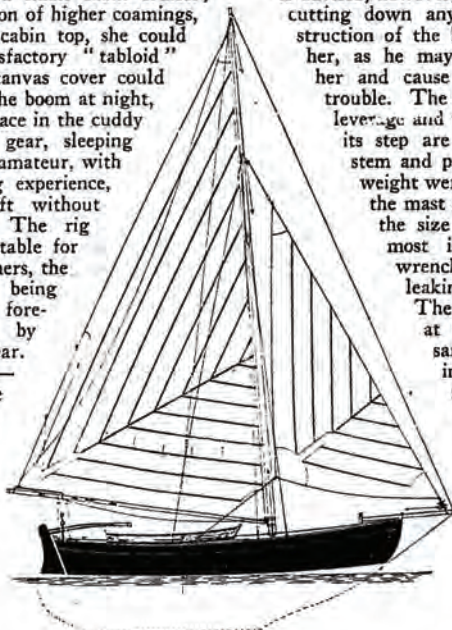 on of higher coamings,
cabin top, she could
sfactory “ tabloid ”
anvas cover could
he boom at night,
ace in the cuddy
gear, sleeping
amateur, with
g experience,
ft without
The rig
table for
ners, the
being
fore-
by
ar.
cutting down any
struction of the
her, as he may
her and cause
trouble. The
leverage and
its step are
stem and p
weight wer
the mast
the size
most i
wrench
leakin
The
at
sa
in